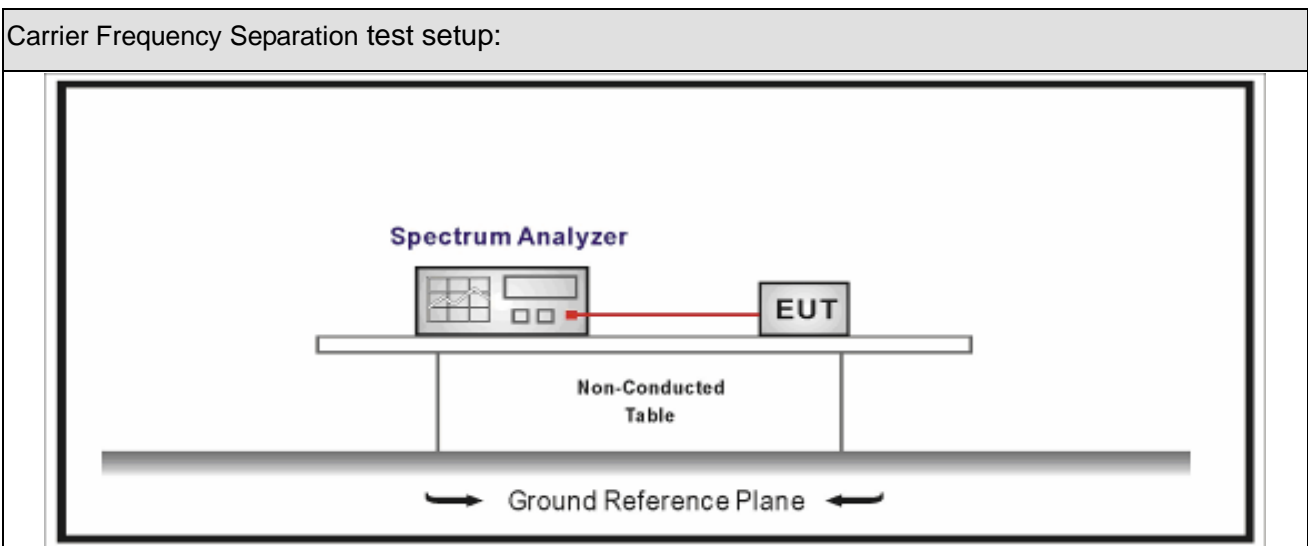 Carrier Frequency Separation test setup:
Spectrum Analyzer
EUT
Non-Conducted
Table
Ground Reference Plane